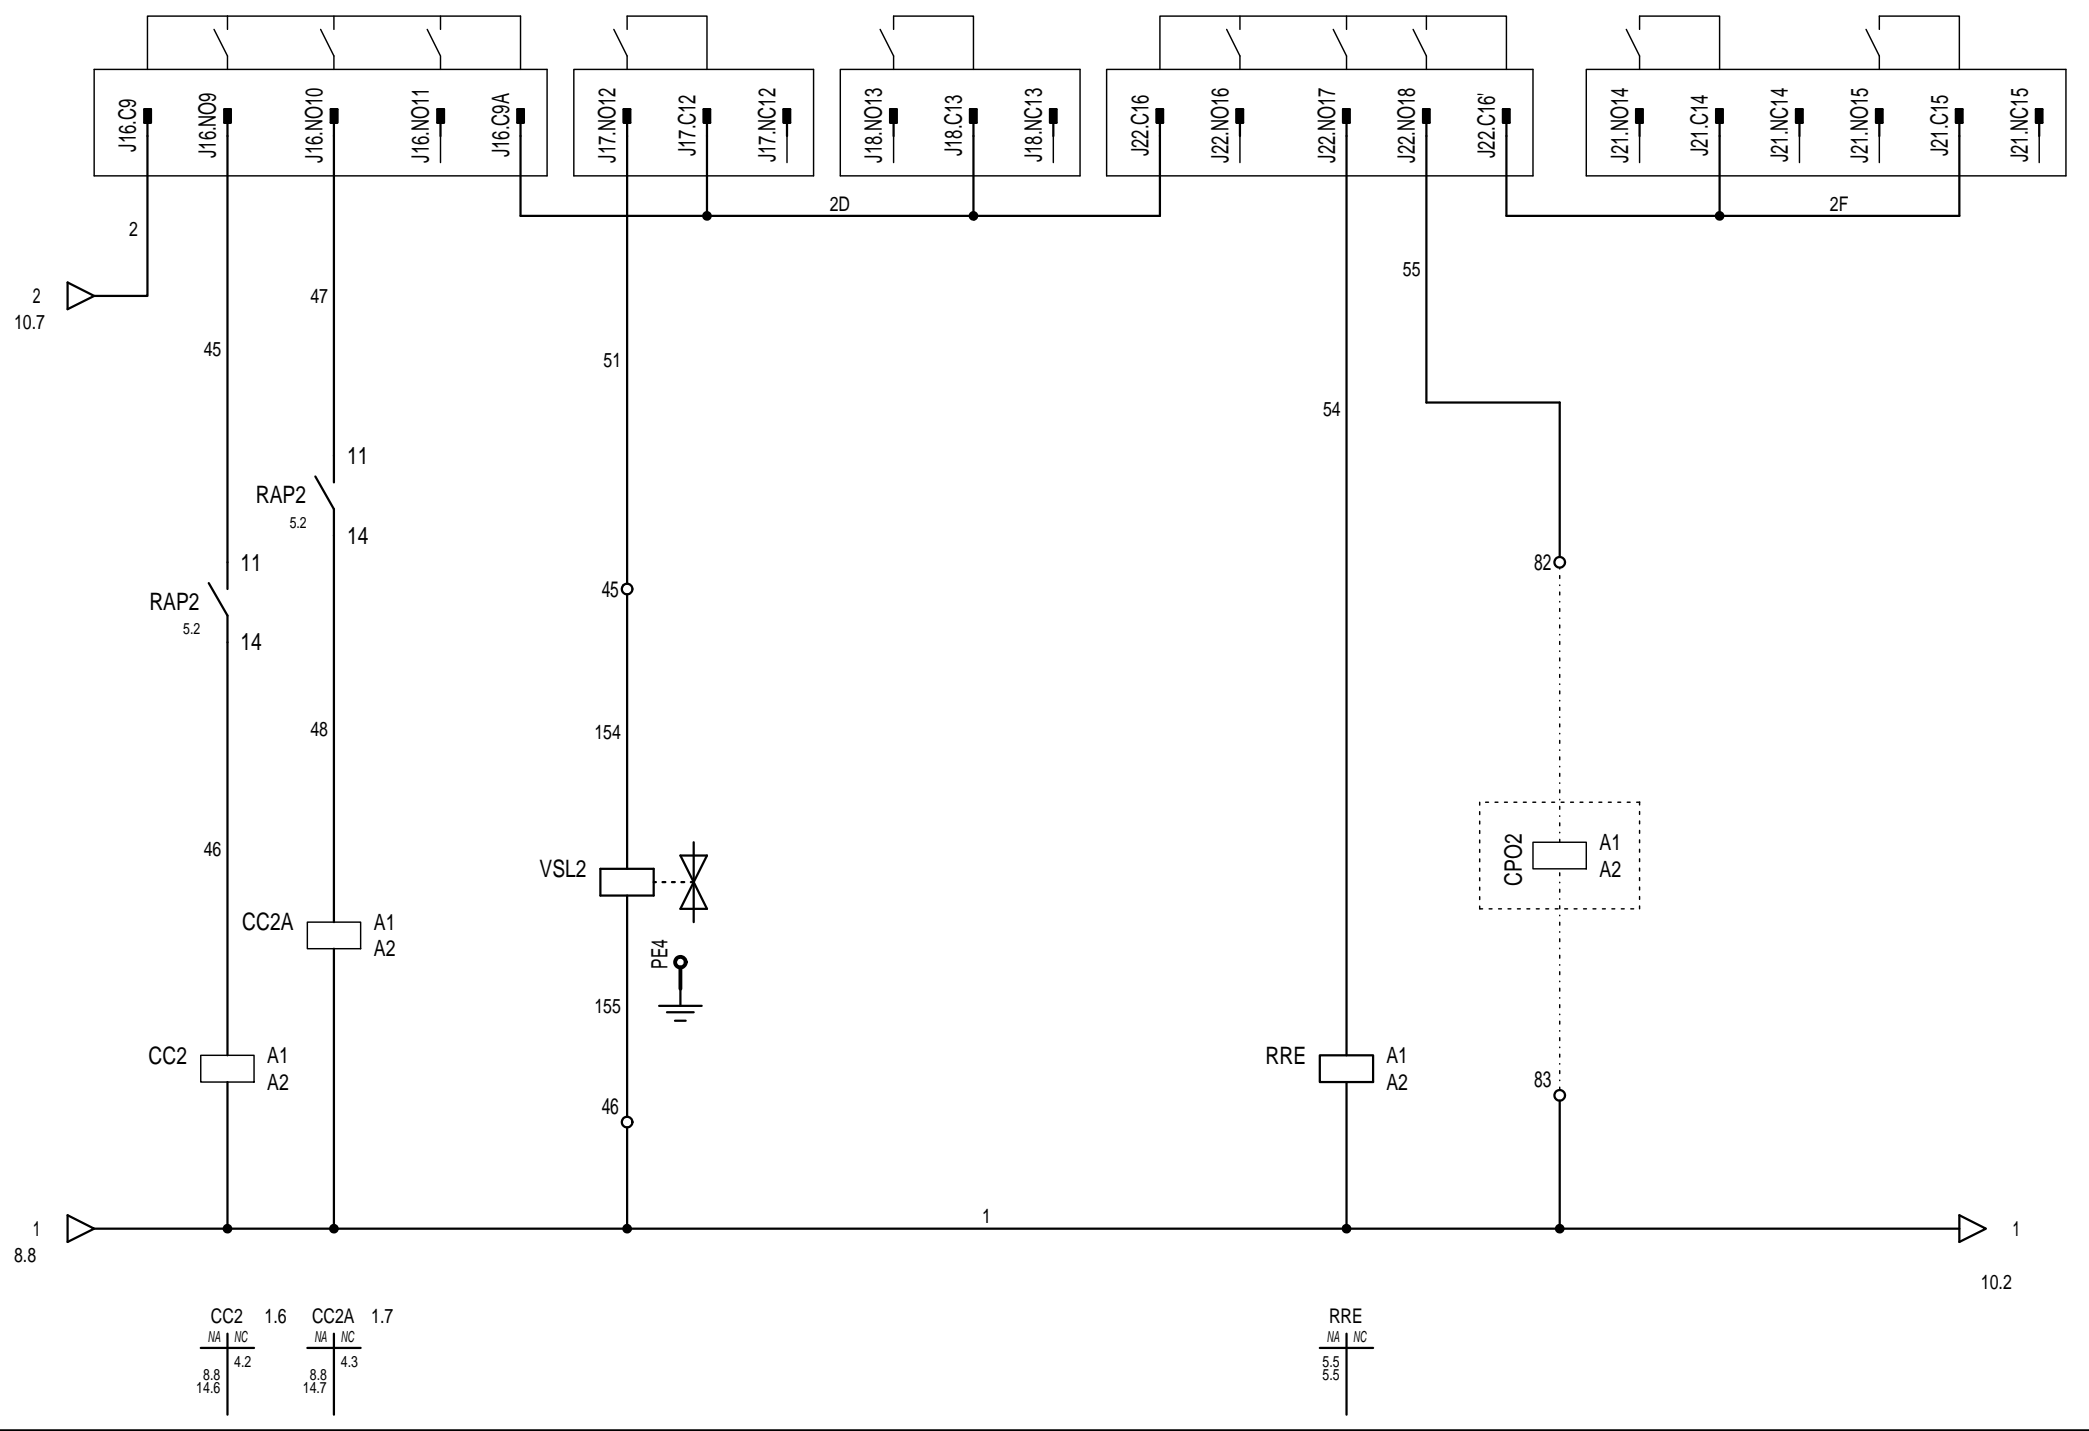 J16.C9
J16.NO9
J16.NO10
J16.NO11
J16.C9A
J17.NO12
J17.C12
J17.NC12
J18.NO13
J18.C13
J18.NC13
J22.C16
J22.NO16
J22.NO17
J22.NO18
J22.C16'
J21.NO14
J21.C14
J21.NC14
J21.NO15
J21.C15
J21.NC15
2D
2F
2
55
2
47
10.7
45
51
54
11
RAP2
5.2
14
11
82
45
RAP2
5.2
14
48
154
46
CPO2
A1
A2
VSL2
CC2A
A1
A2
PE4
155
CC2
A1
A2
RRE
A1
A2
83
46
1
1
1
8.8
10.2
CC2 1.6
NA NC
4.2
8.8
14.6
CC2A 1.7
NA NC
4.3
8.8
14.7
RRE
NA NC
5.5
5.5